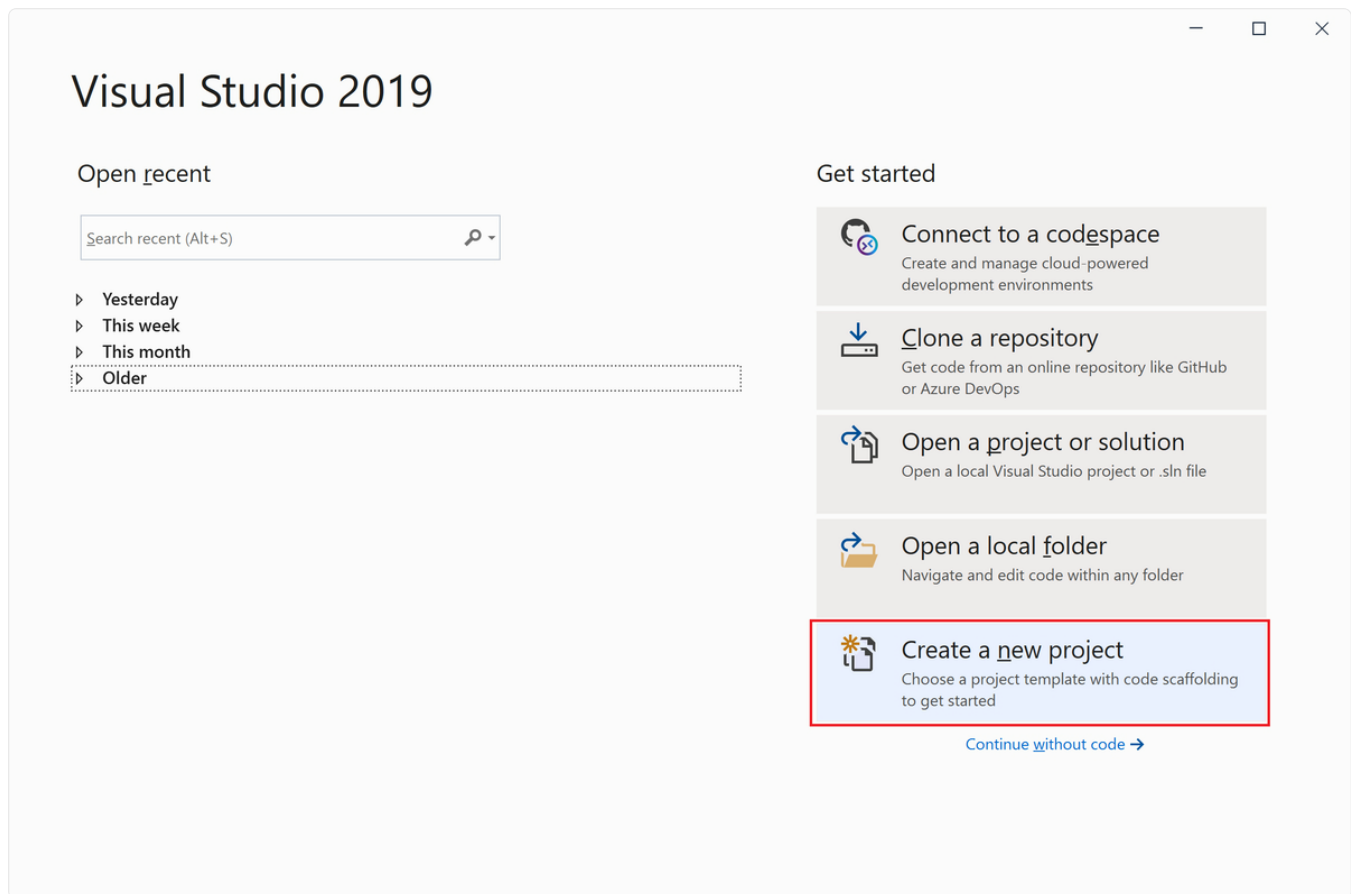 Visual Studio 2019
Open recent
Search recent (Alt+S)
Yesterday
This week
This month
Older
Get started
Connect to a codespace
Create and manage cloud-powered
development environments
Clone a repository
Get code from an online repository like GitHub
or Azure DevOps
Open a project or solution
Open a local Visual Studio project or .sln file
Open a local folder
Navigate and edit code within any folder
Create a new project
Choose a project template with code scaffolding
to get started
Continue without code →